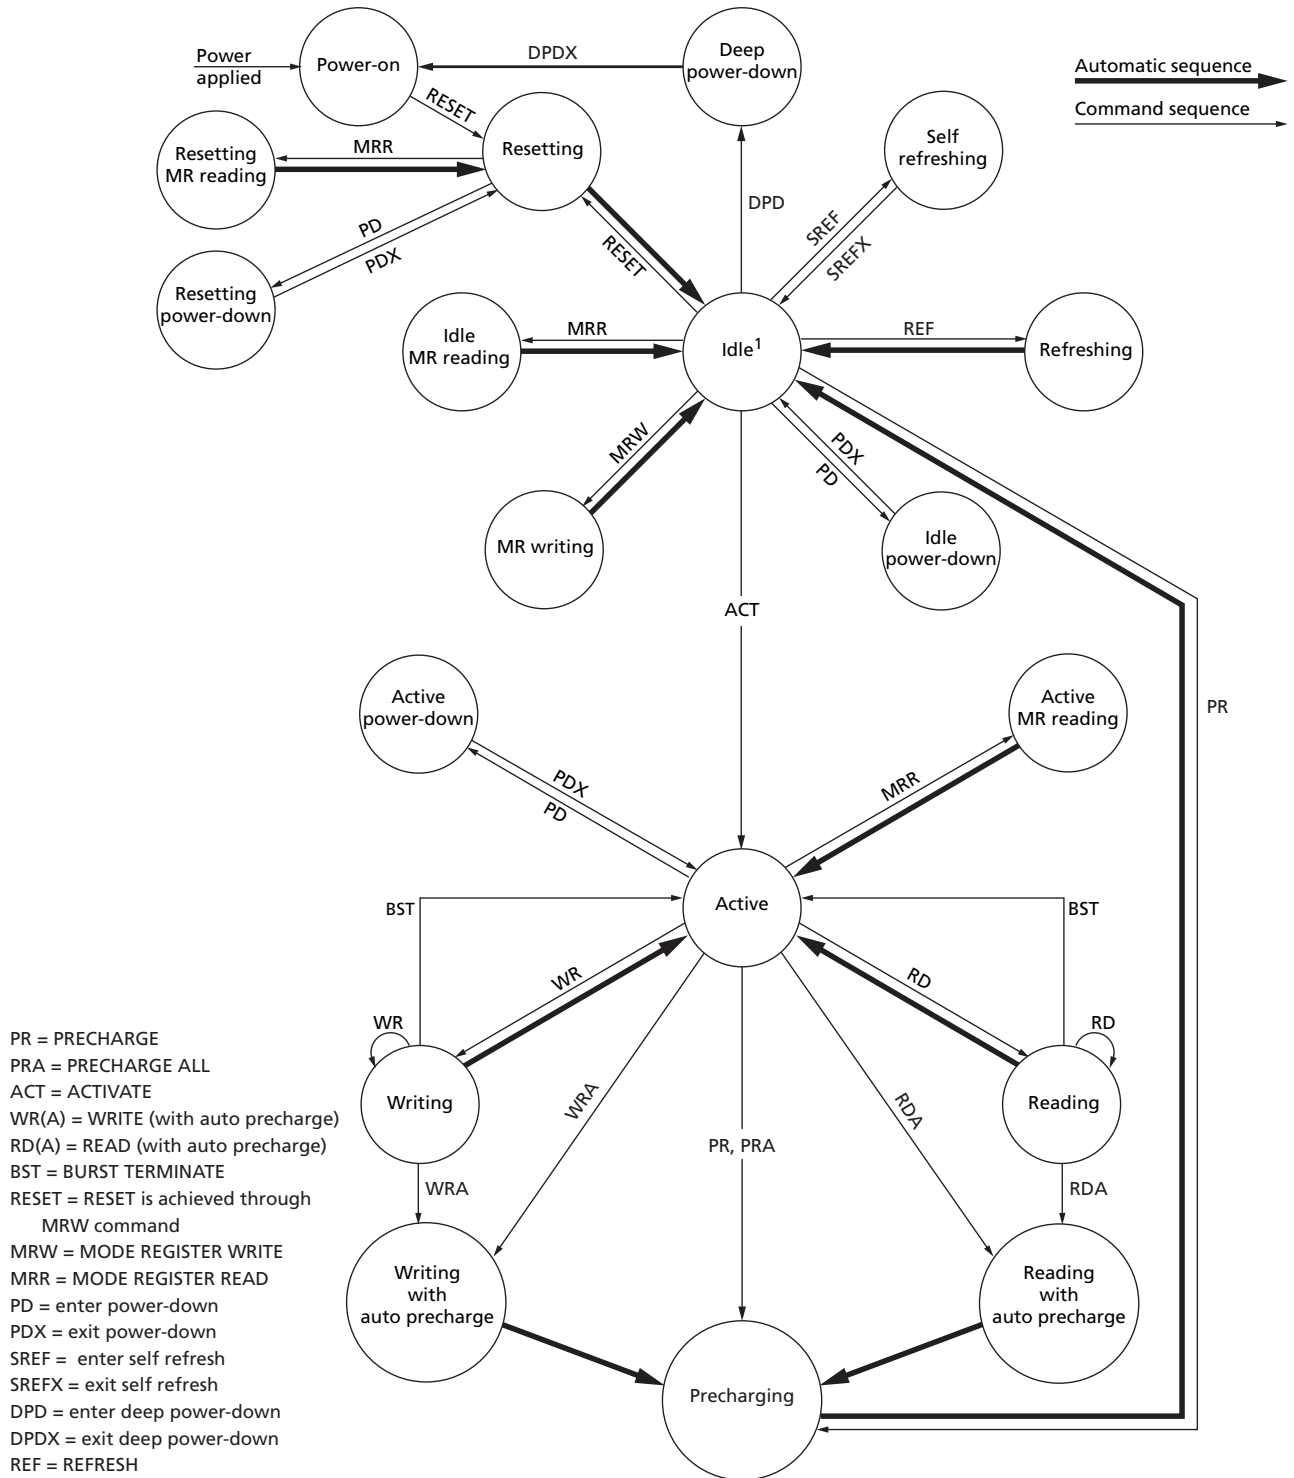 Power
applied
Power-on
DPDX
Deep
power-down
Automatic sequence
Command sequence
RESET
Resetting
MR reading
MRR
Resetting
Self
refreshing
DPD
SREF
SREFX
PD
PDX
RESET
Resetting
power-down
Idle
MR reading
MRR
Idle1
REF
Refreshing
MRW
PDX
PD
MR writing
Idle
power-down
ACT
Active
power-down
Active
MR reading
PR
PDX
PD
MRR
Active
BST
BST
WR
RD
WR
RD
Writing
Reading
WRA
RDA
PR, PRA
WRA
RDA
Writing
with
auto precharge
Reading
with
auto precharge
Precharging
PR = PRECHARGE
PRA = PRECHARGE ALL
ACT = ACTIVATE
WR(A) = WRITE (with auto precharge)
RD(A) = READ (with auto precharge)
BST = BURST TERMINATE
RESET = RESET is achieved through
MRW command
MRW = MODE REGISTER WRITE
MRR = MODE REGISTER READ
PD = enter power-down
PDX = exit power-down
SREF = enter self refresh
SREFX = exit self refresh
DPD = enter deep power-down
DPDX = exit deep power-down
REF = REFRESH